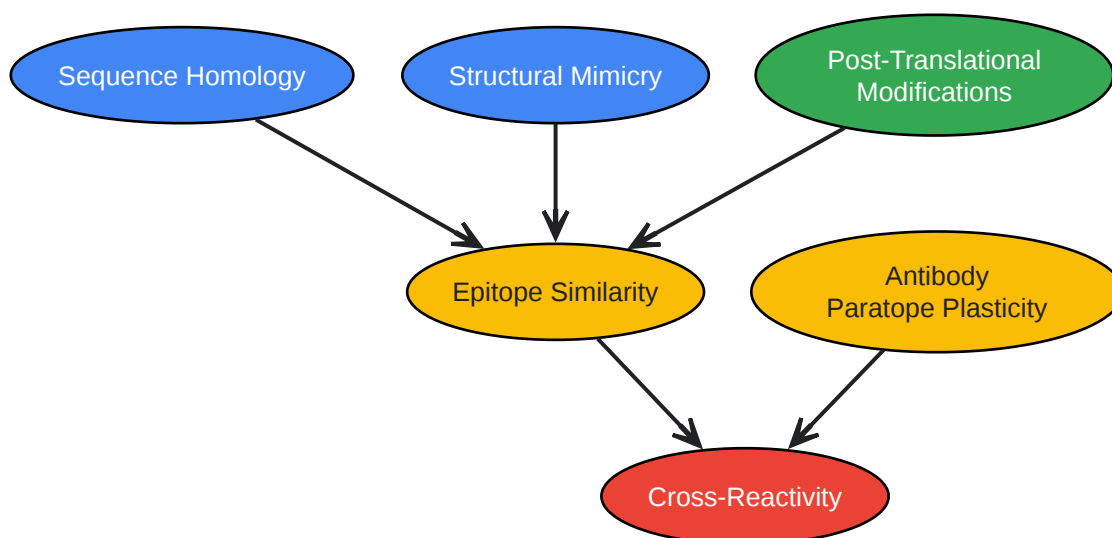 Sequence Homology
Structural Mimicry
Post-Translational
Modifications
Epitope Similarity
Antibody
Paratope Plasticity
Cross-Reactivity